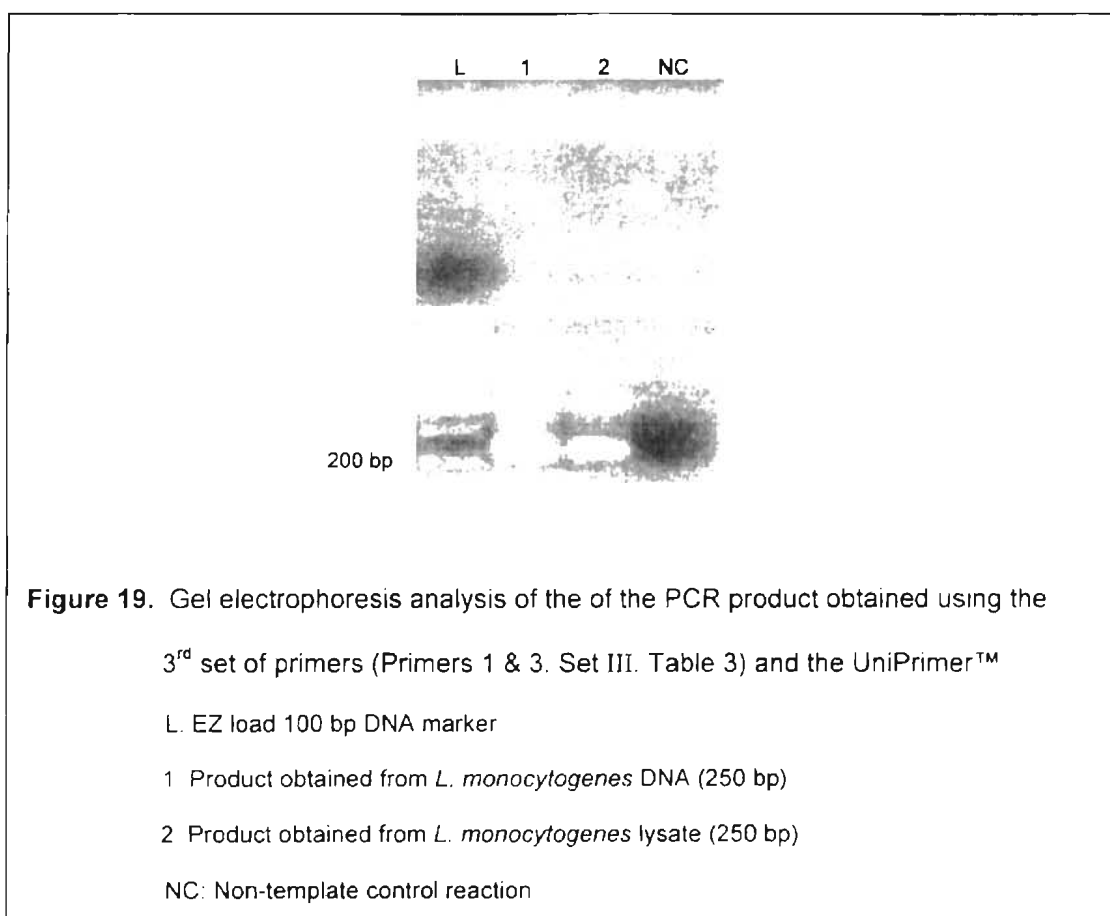 L 1 2 NC
200 bp
Figure 19. Gel electrophoresis analysis of the of the PCR product obtained using the
3rd set of primers (Primers 1 & 3. Set III. Table 3) and the UniPrimer™
L. EZ load 100 bp DNA marker
1 Product obtained from L. monocytogenes DNA (250 bp)
2 Product obtained from L. monocytogenes lysate (250 bp)
NC: Non-template control reaction